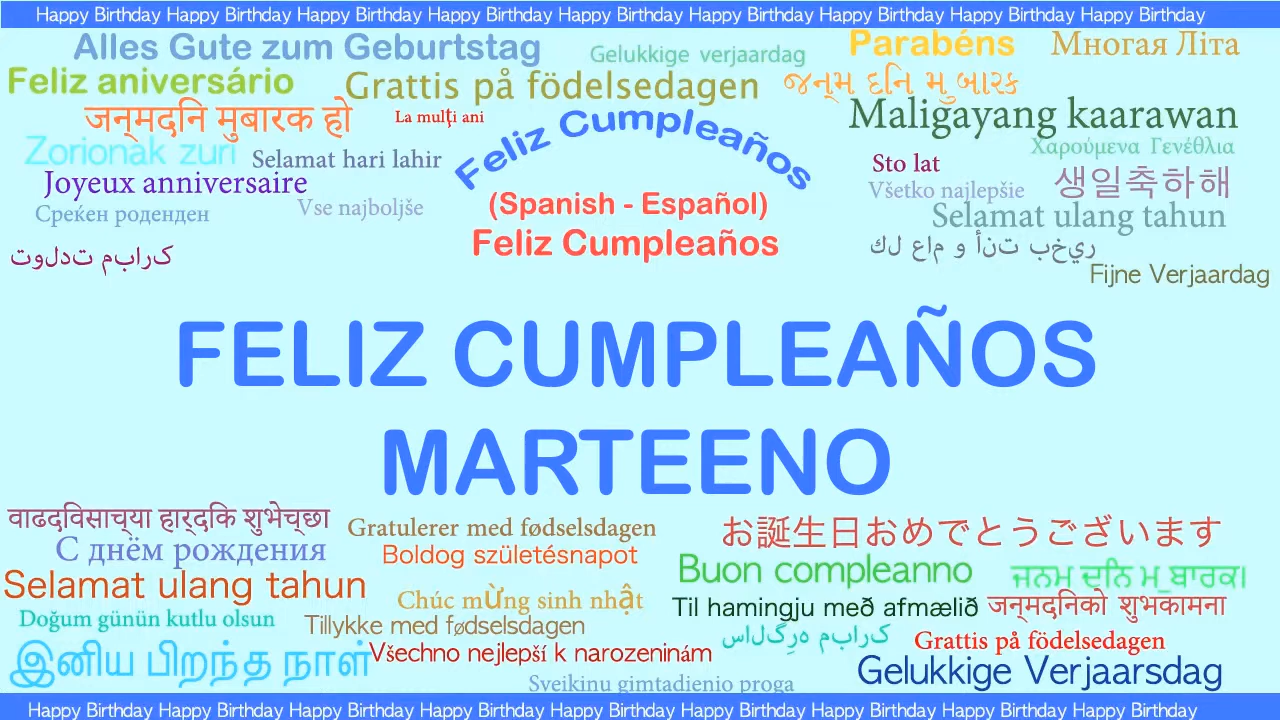 Happy Birthday Happy Birthday Happy Birthday Happy Birthday Happy Birthday Happy Birthday Happy Birthday Happy Birthday Happy Birthday
Alles Gute zum Geburtstag
Gelukkige verjaardag
Parabéns
Многая Літа
Feliz aniversário
Grattis på födelsedagen
જન્મ દિન મુબારક
जन्मदिन मुबारक हो
La mulţi ani
Feliz Cumpleaños
Maligayang kaarawan
Zorionak zuri
Selamat hari lahir
Sto lat
Χαρούμενα Γενέθλια
Joyeux anniversaire
Všetko najlepšie
생일축하해
Среќен роденден
Vse najboljše
(Spanish - Español)
Selamat ulang tahun
Feliz Cumpleaños
تولدت مبارک
كل عام و أنت بخير
Fijne Verjaardag
FELIZ CUMPLEAÑOS
MARTEENO
वाढदिवसाच्या हार्दिक शुभेच्छा
Gratulerer med fødselsdagen
お誕生日おめでとうございます
С днём рождения
Boldog születésnapot
Buon compleanno
ਜਨਮ ਦਿਨ ਮੁਬਾਰਕ।
Selamat ulang tahun
Chúc mừng sinh nhật
Til hamingju með afmælið
जन्मदिनको शुभकामना
Doğum günün kutlu olsun
Tillykke med fødselsdagen
سالگرہ مبارک
Grattis på födelsedagen
இனிய பிறந்த நாள்
Všechno nejlepší k narozeninám
Gelukkige Verjaarsdag
Sveikinu gimtadienio proga
Happy Birthday Happy Birthday Happy Birthday Happy Birthday Happy Birthday Happy Birthday Happy Birthday Happy Birthday Happy Birthday